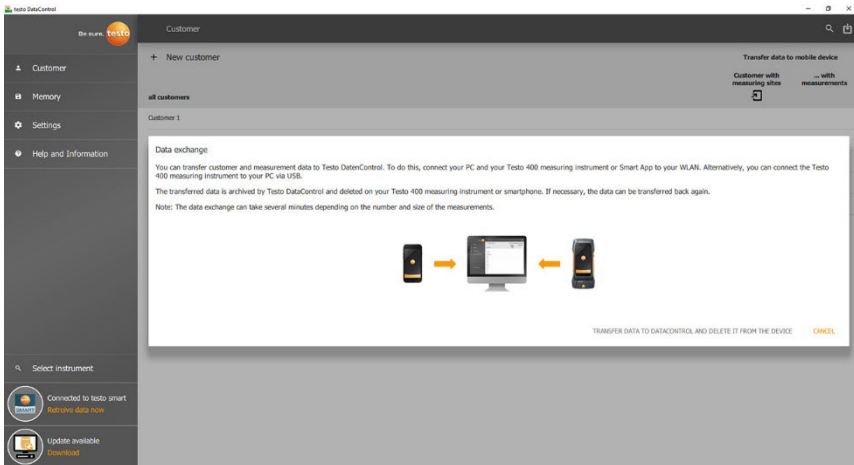 testo DataControl
Be sure. testo
Customer
Customer
Memory
Settings
Help and Information
+ New customer
Transfer data to mobile device
Customer with
measuring sites
... with
measurements
all customers
Customer 1
Data exchange
You can transfer customer and measurement data to Testo DatenControl. To do this, connect your PC and your Testo 400 measuring instrument or Smart App to your WLAN. Alternatively, you can connect the Testo
400 measuring instrument to your PC via USB.
The transferred data is archived by Testo DataControl and deleted on your Testo 400 measuring instrument or smartphone. If necessary, the data can be transferred back again.
Note: The data exchange can take several minutes depending on the number and size of the measurements.
TRANSFER DATA TO DATACONTROL AND DELETE IT FROM THE DEVICE
CANCEL
Select instrument
SMART
Connected to testo smart
Retreive data now
Update available
Download